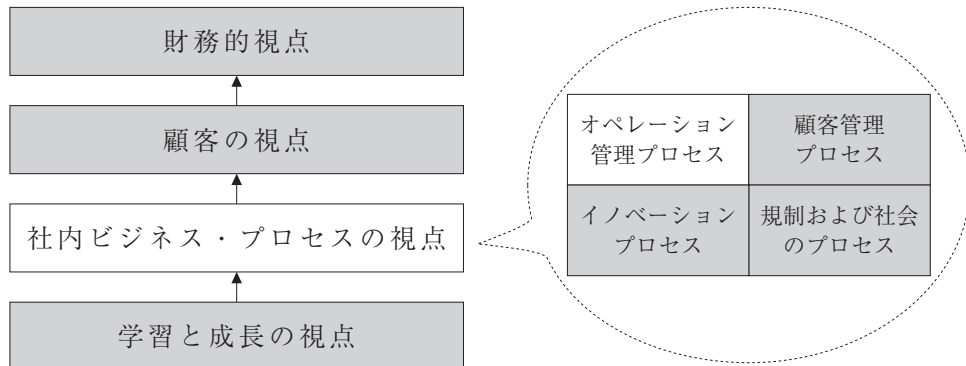 財務的視点
顧客の視点
社内ビジネス・プロセスの視点
学習と成長の視点
オペレーション
管理プロセス
顧客管理
プロセス
イノベーション
プロセス
規制および社会
のプロセス